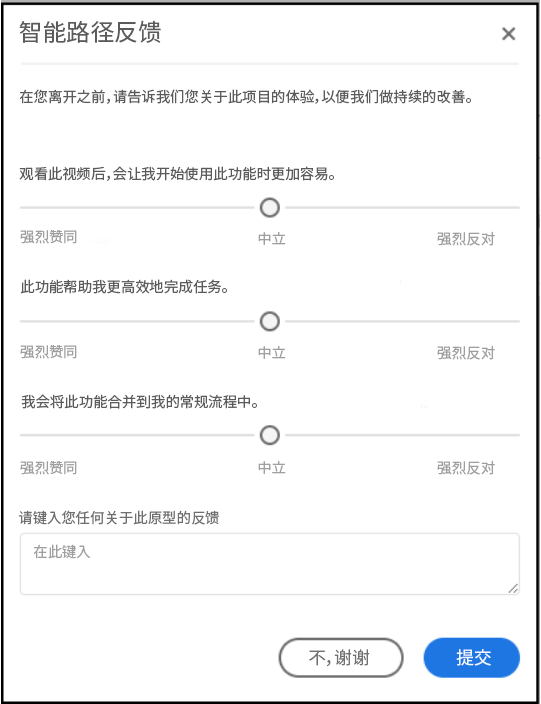 智能路径反馈
在您离开之前,请告诉我们您关于此项目的体验,以便我们做持续的改善。
观看此视频后,会让我开始使用此功能时更加容易。
强烈赞同 中立 强烈反对
此功能帮助我更高效地完成任务。
强烈赞同 中立 强烈反对
我会将此功能合并到我的常规流程中。
强烈赞同 中立 强烈反对
请键入您任何关于此原型的反馈
在此键入
不,谢谢 提交